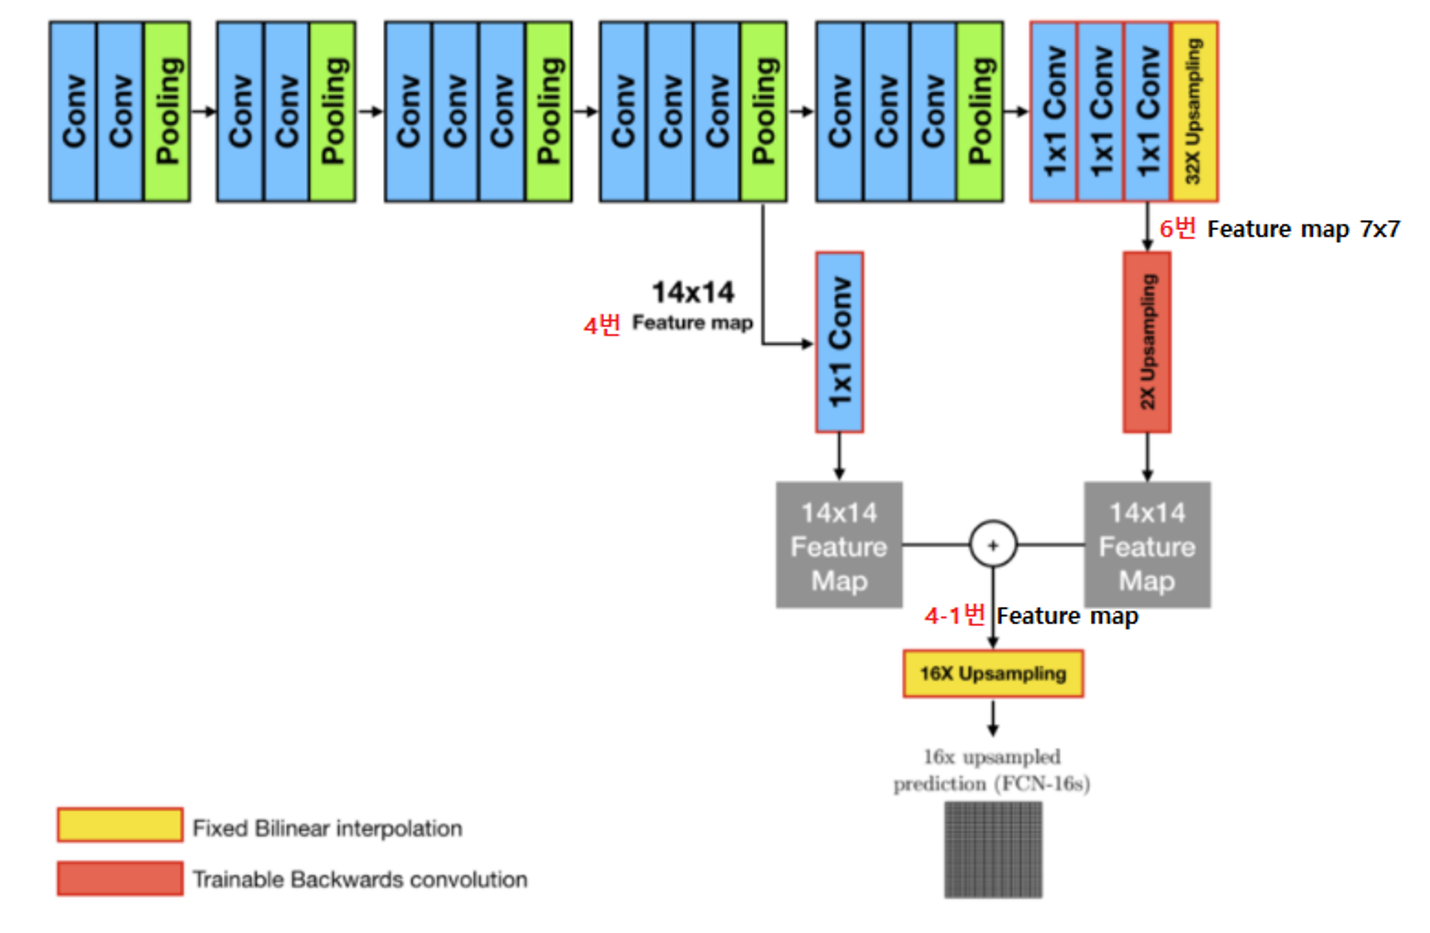 Conv Conv Pooling
Conv Conv Pooling
Conv Conv Conv Pooling
Conv Conv Conv Pooling
Conv Conv Conv Pooling
1x1 Conv 1x1 Conv 1x1 Conv 32X Upsampling
6번 Feature map 7x7
14x14
4번 Feature map
1x1 Conv
2X Upsampling
14x14
Feature
Map
+
14x14
Feature
Map
4-1번 Feature map
16X Upsampling
16x upsampled
prediction (FCN-16s)
Fixed Bilinear interpolation
Trainable Backwards convolution